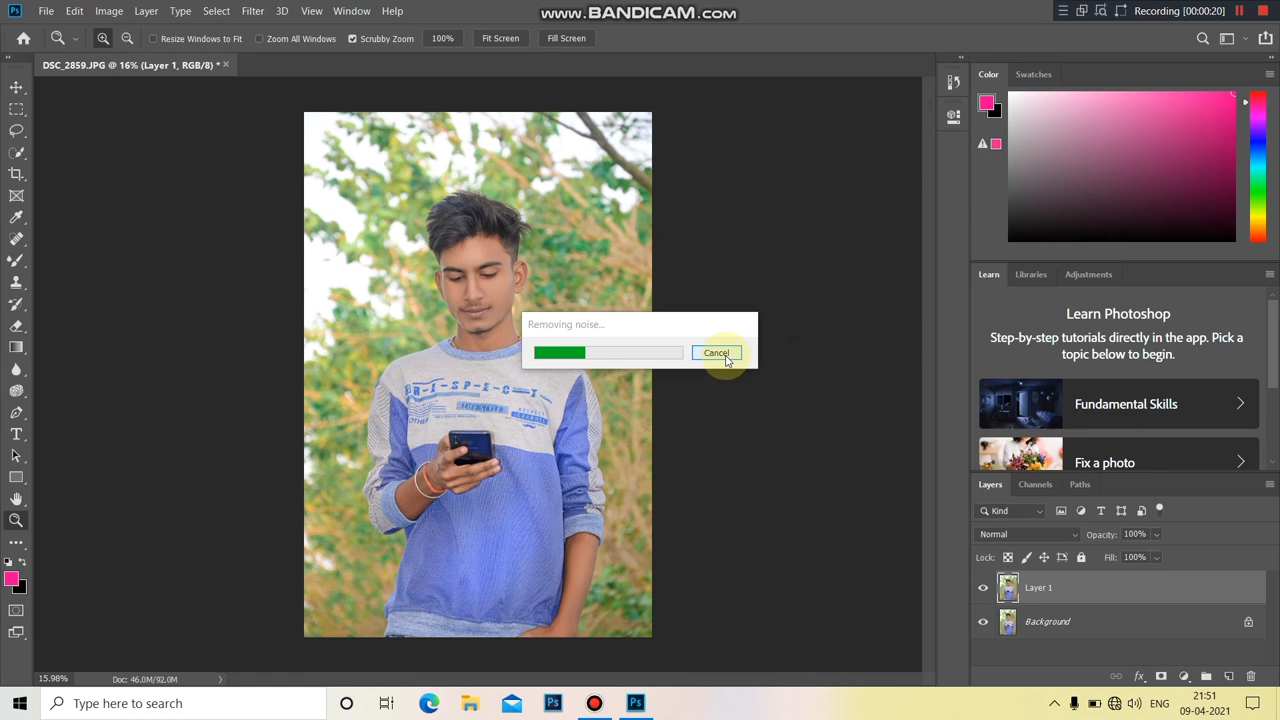 File Edit Image Layer Type Select Filter 3D View Window Help
www.BANDICAM.com
Recording [00:00:20]
Resize Windows to Fit Zoom All Windows Scrubby Zoom 100% Fit Screen Fill Screen
DSC_2859.JPG @ 16% (Layer 1, RGB/8) * ×
Color Swatches
Removing noise...
Cancel
R-E-S-P-E-C-T
LIFE STYLE
Learn Libraries Adjustments
Learn Photoshop
Step-by-step tutorials directly in the app. Pick a
topic below to begin.
Fundamental Skills
Fix a photo
Layers Channels Paths
Kind
Normal Opacity: 100%
Lock: Fill: 100%
Layer 1
Background
15.98% Doc: 46.0M/92.0M
Type here to search
ENG
21:51
09-04-2021